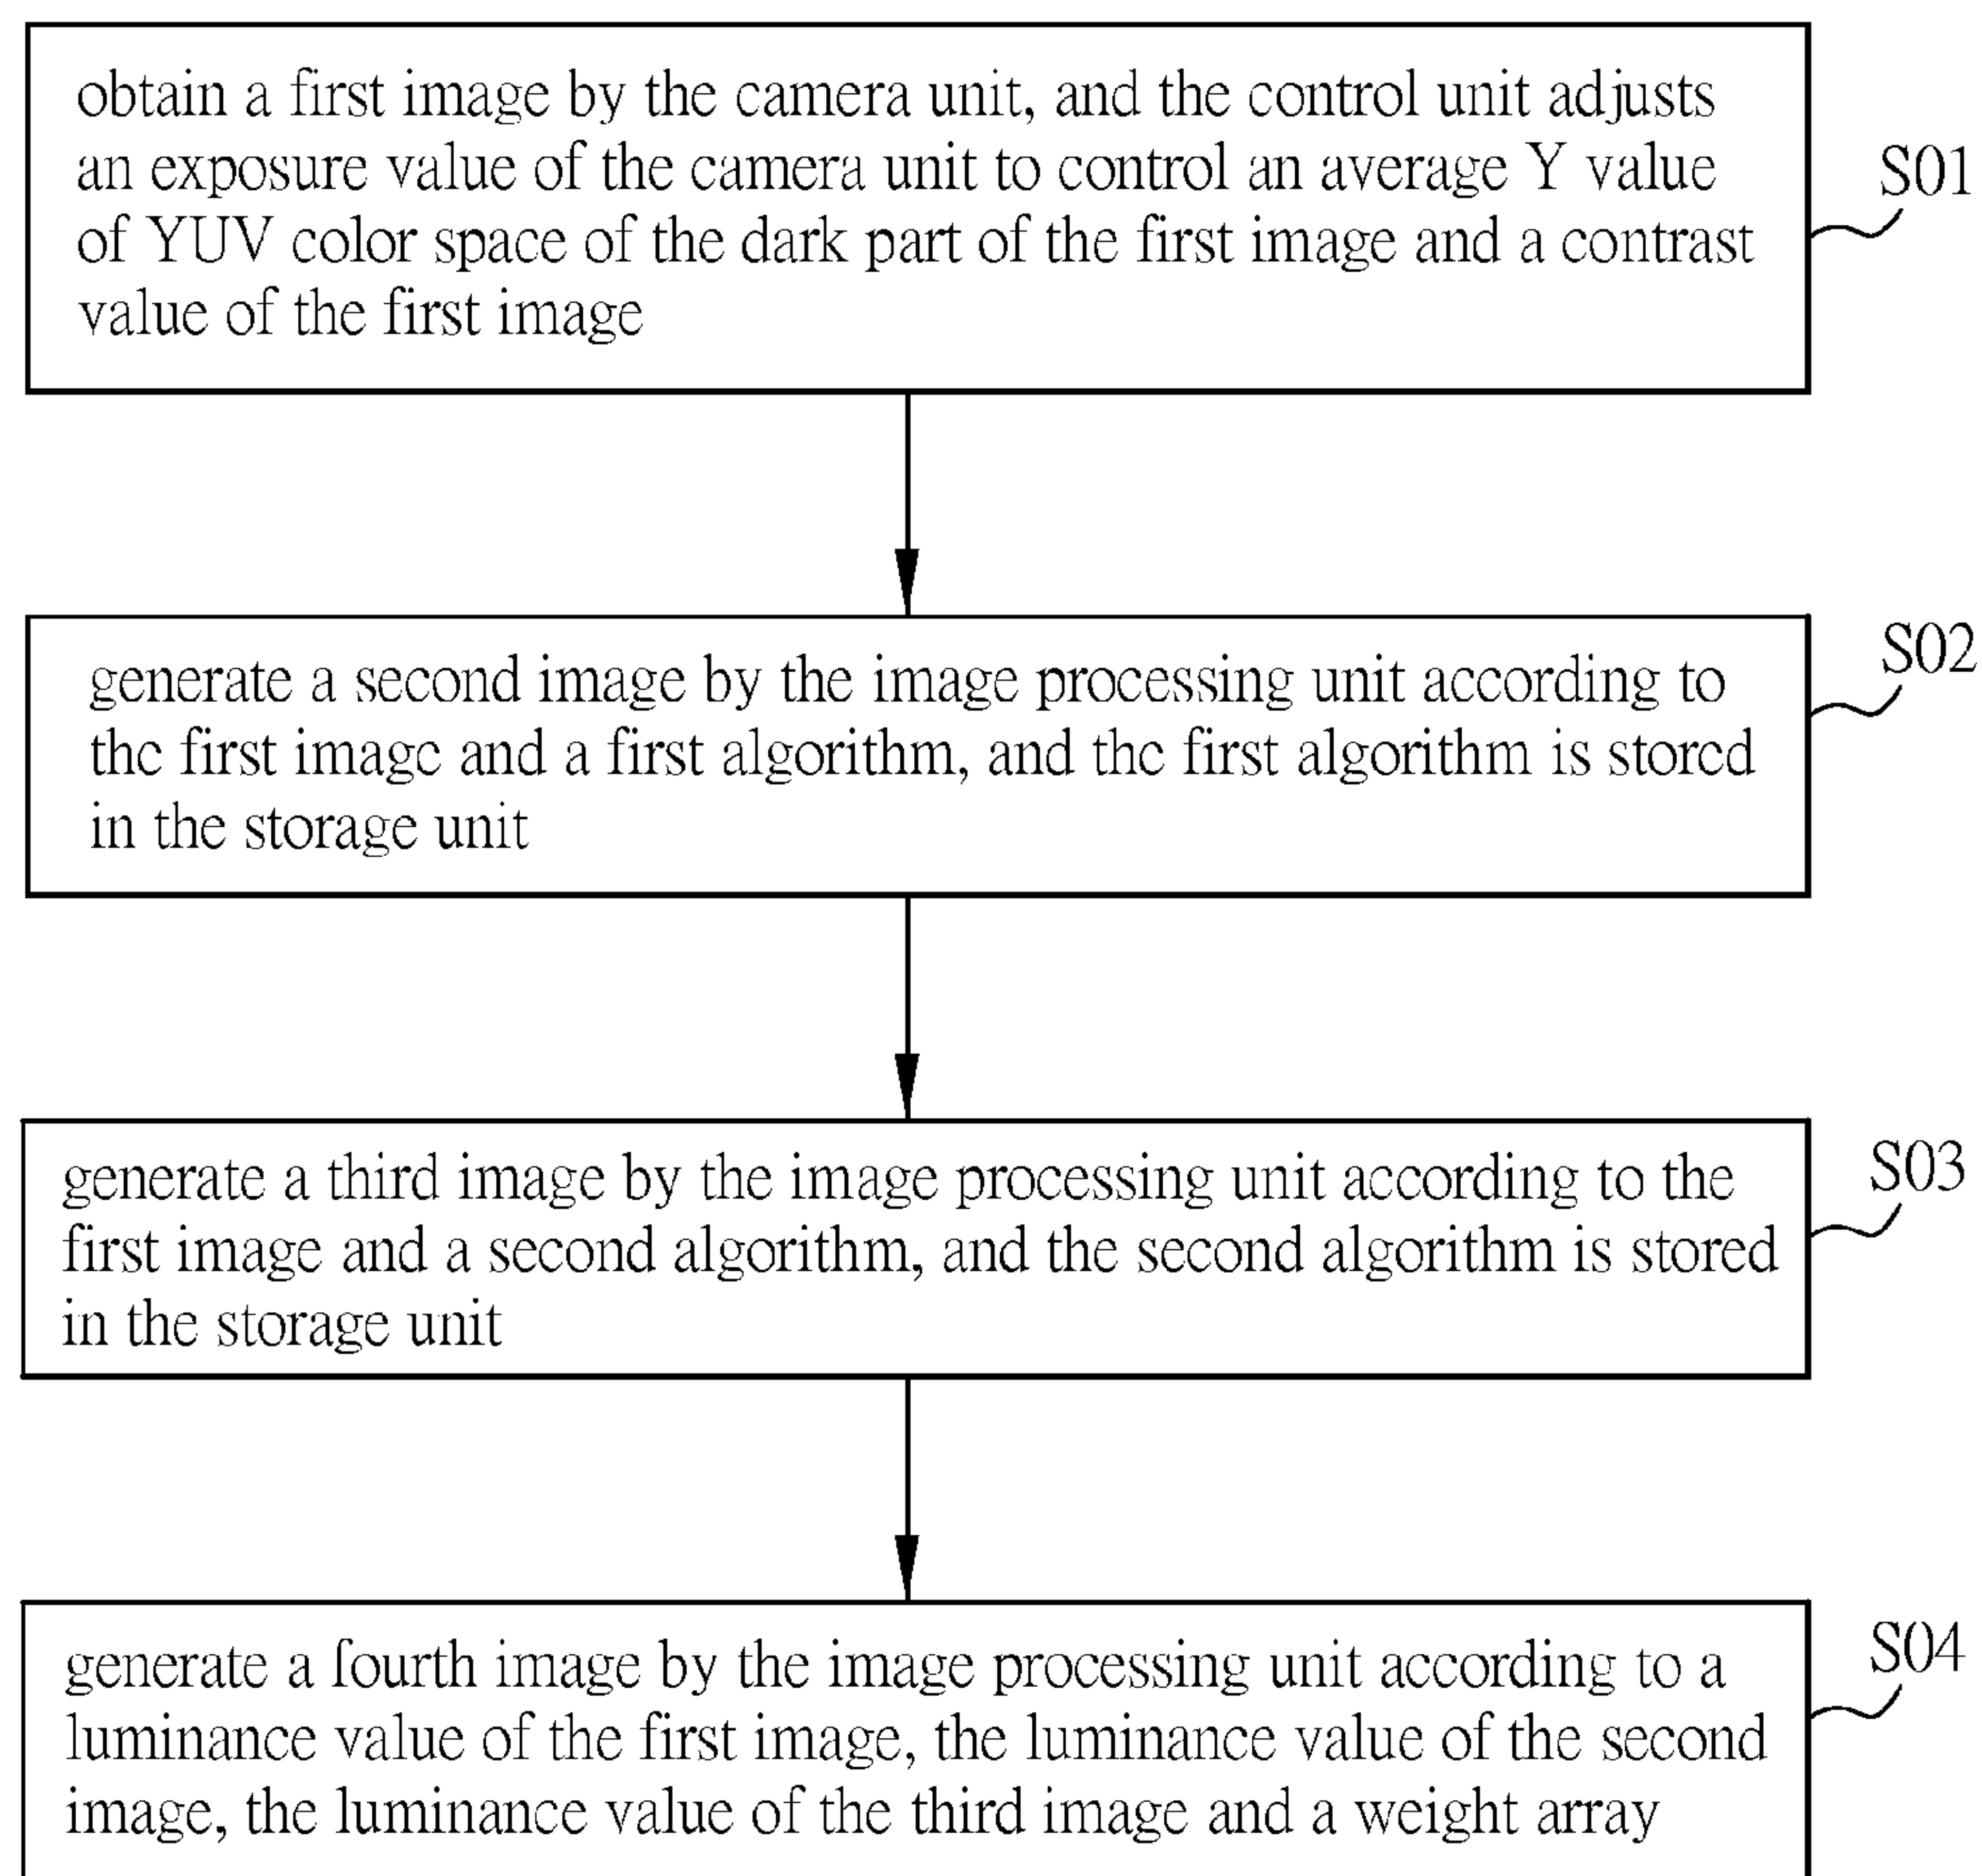 obtain a first image by the camera unit, and the control unit adjusts
an exposure value of the camera unit to control an average Y value
of YUV color space of the dark part of the first image and a contrast
value of the first image
S01
generate a second image by the image processing unit according to
the first image and a first algorithm, and the first algorithm is stored
in the storage unit
S02
generate a third image by the image processing unit according to the
first image and a second algorithm, and the second algorithm is stored
in the storage unit
S03
generate a fourth image by the image processing unit according to a
luminance value of the first image, the luminance value of the second
image, the luminance value of the third image and a weight array
S04